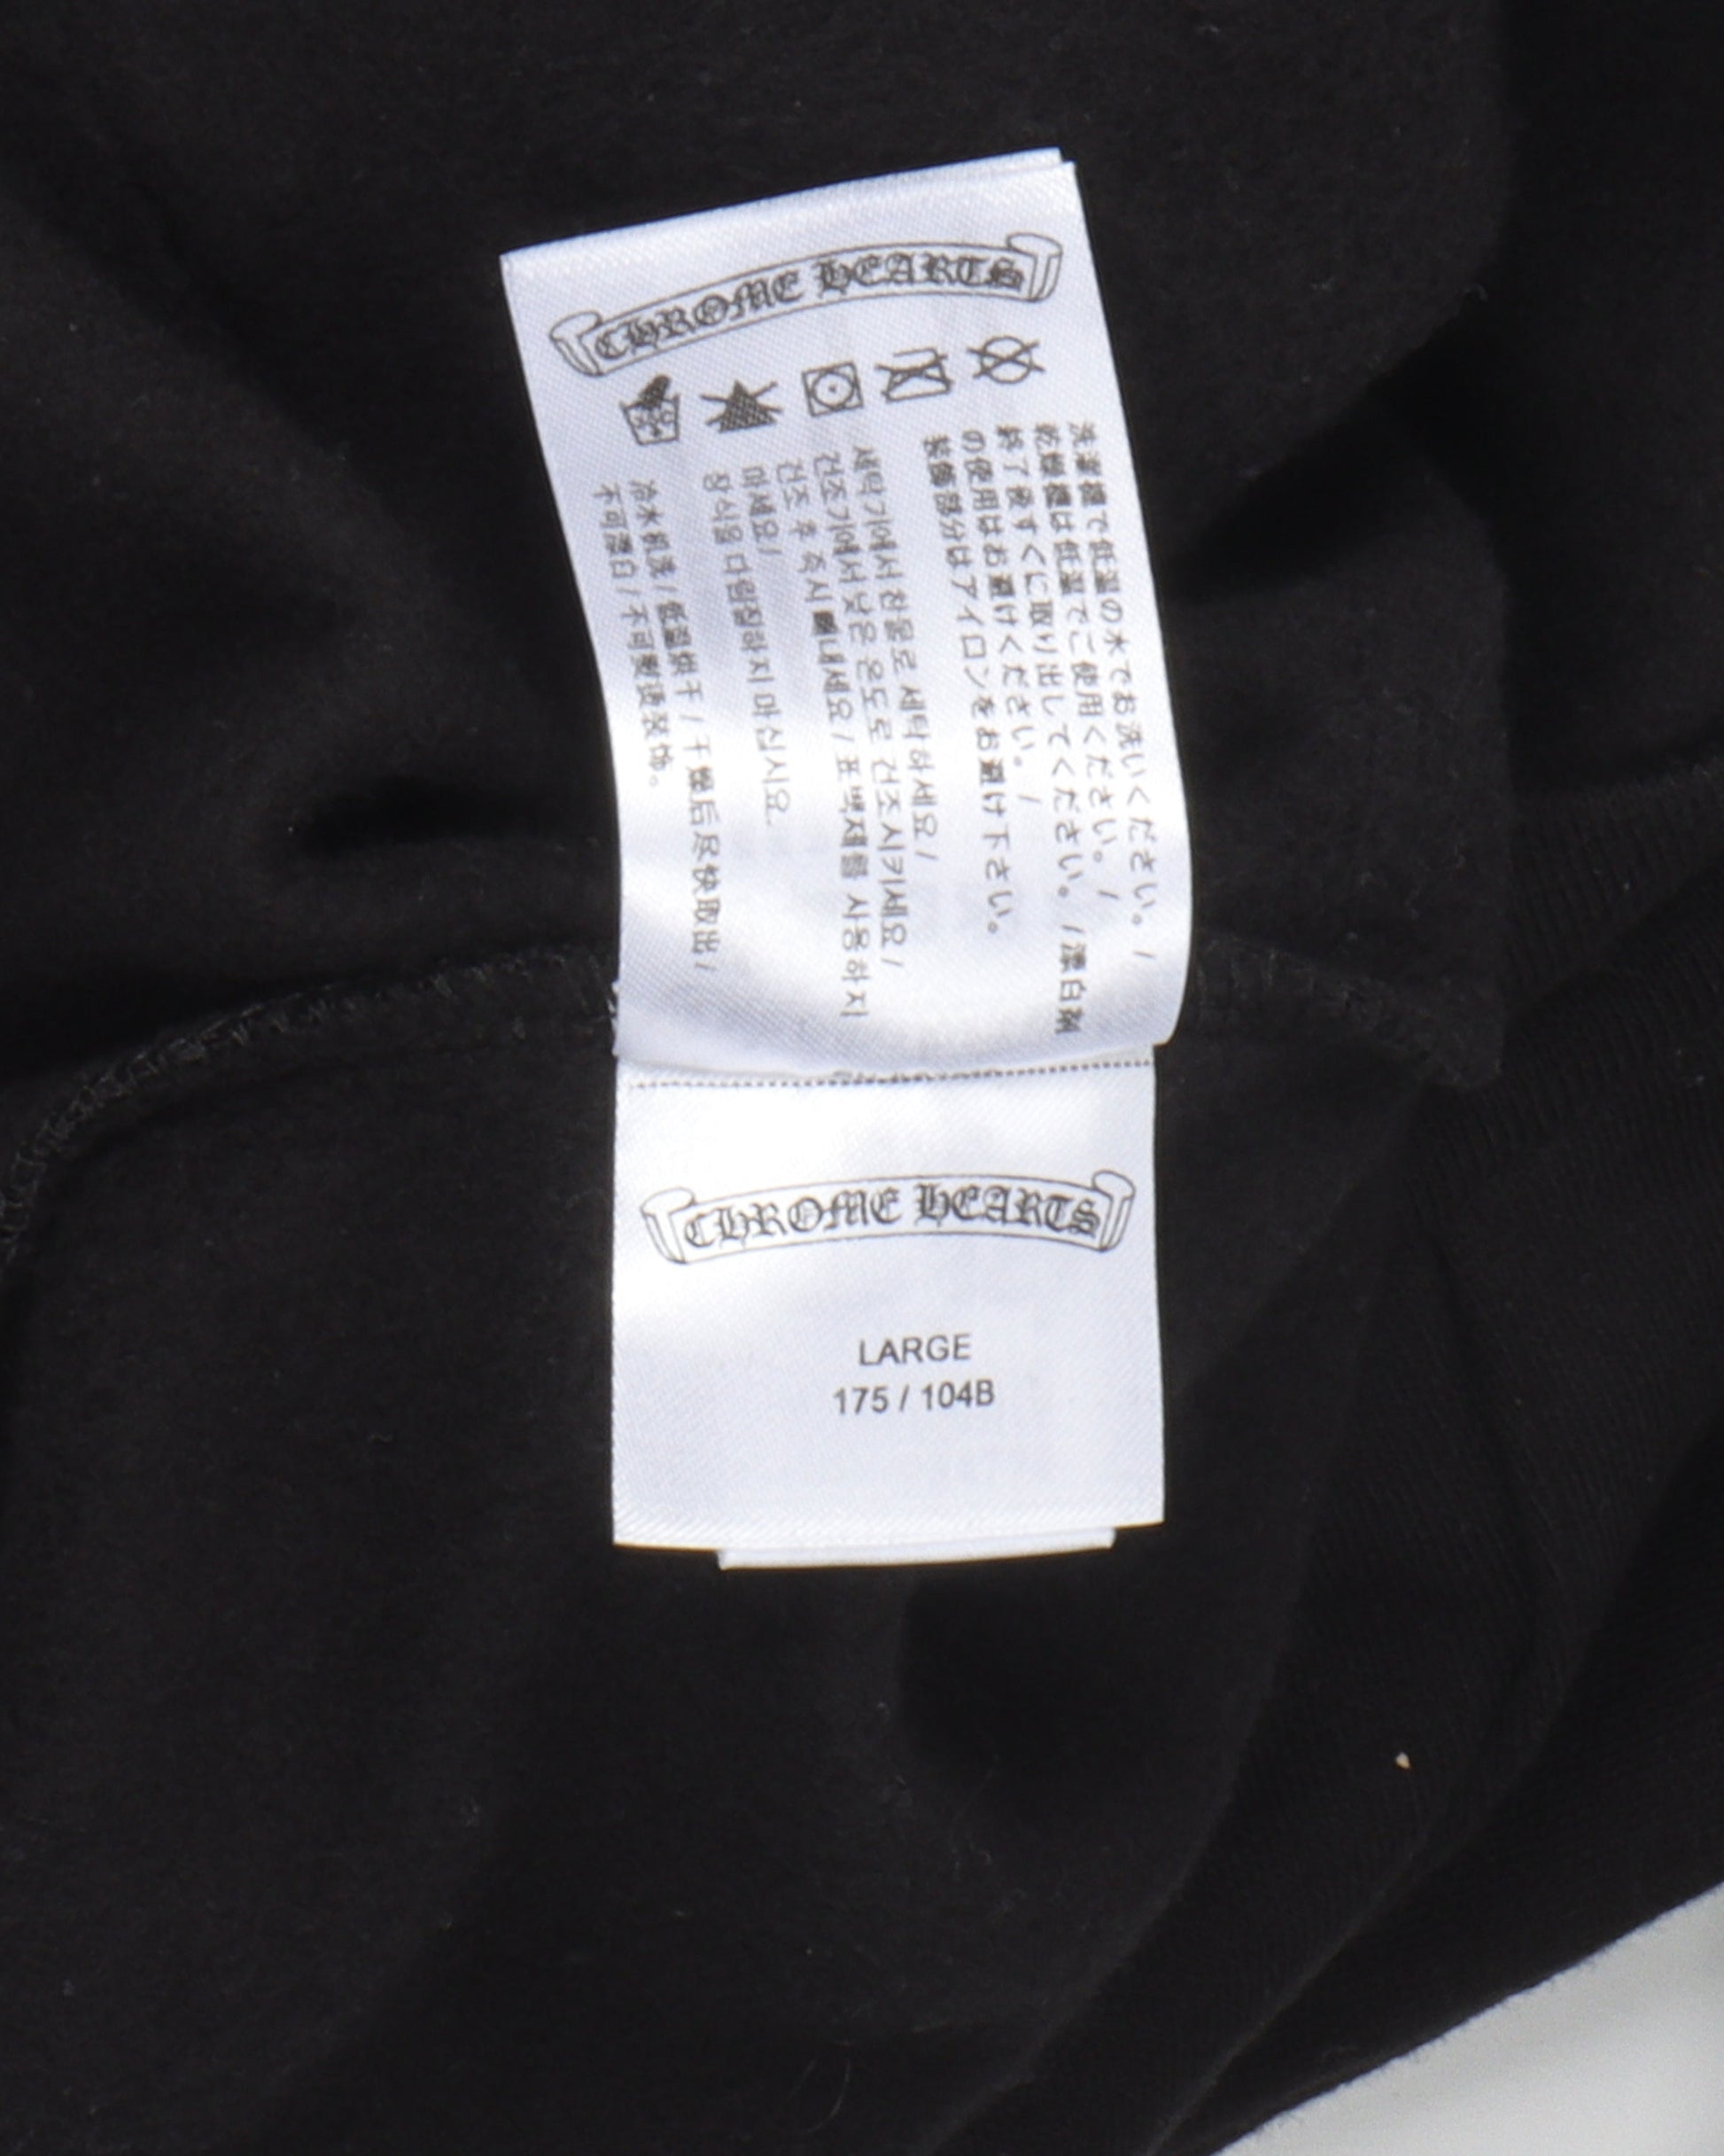 CHROME HEARTS
洗濯機で低温の水でお洗いください。/
乾燥機は低温でご使用ください。/
終了後すぐに取り出してください。/漂白剤
の使用はお避けください。/
装飾部分はアイロンをお避け下さい。
세탁기에서 찬물로 세탁하세요/
건조기에서 낮은 온도로 건조시키세요/
건조 후 즉시 꺼내세요/표백제를 사용하지
마세요/
장식을 다림질하지 마십시요.
冷水机洗/低温烘干/干燥后尽快取出/
不可漂白/不可熨烫装饰。
CHROME HEARTS
LARGE
175 / 104B